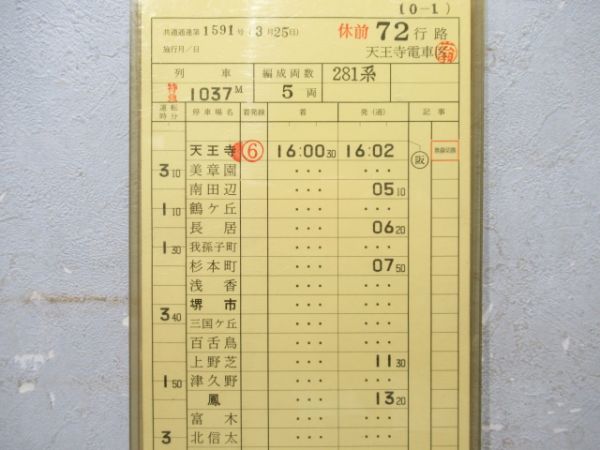 (0-1)
共達通達第1591号(3月25日) 休前 72 行路
施行月/日 天王寺電車区
列車 編成両数 281系
特急 1037M 5両
運転時分 停車場名 着発線 着 発(通) 記事
天王寺 ⑥ 16:00 30 16:02 阪
3 10 美章園 ・・・ ・・・
南田辺 ・・・ 05 10
1 10 鶴ケ丘 ・・・ ・・・
長居 ・・・ 06 20
1 30 我孫子町 ・・・ ・・・
杉本町 ・・・ 07 50
浅香 ・・・ ・・・
堺市 ・・・ ・・・
3 40 三国ケ丘 ・・・ ・・・
百舌鳥 ・・・ ・・・
上野芝 ・・・ 11 30
1 50 津久野 ・・・ ・・・
鳳 ・・・ 13 20
富木 ・・・ ・・・
3 北信太 ・・・ ・・・